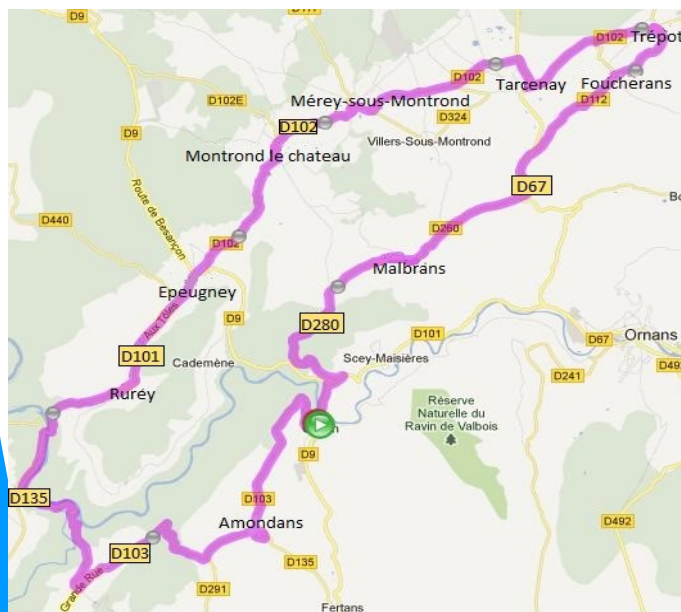 D9
D102E
D9
D102
Trépot
D102
Tarcenay
Foucherans
D112
Mérey-sous-Montrond
D324
D102
Villers-Sous-Montrond
Montrond le chateau
D67
Route de Besançon
D440
D102
D260
Malbrans
Epeugney
Aux Tolès
D9
D280
D101
Ornans
D67
D101
Cademène
Scey-Maisières
D241
D492
Ruréy
Réserve
Naturelle du
Ravin de Valbois
D9
D135
D103
D492
Amondans
D103
D135
Grande Rue
D291
Fertans